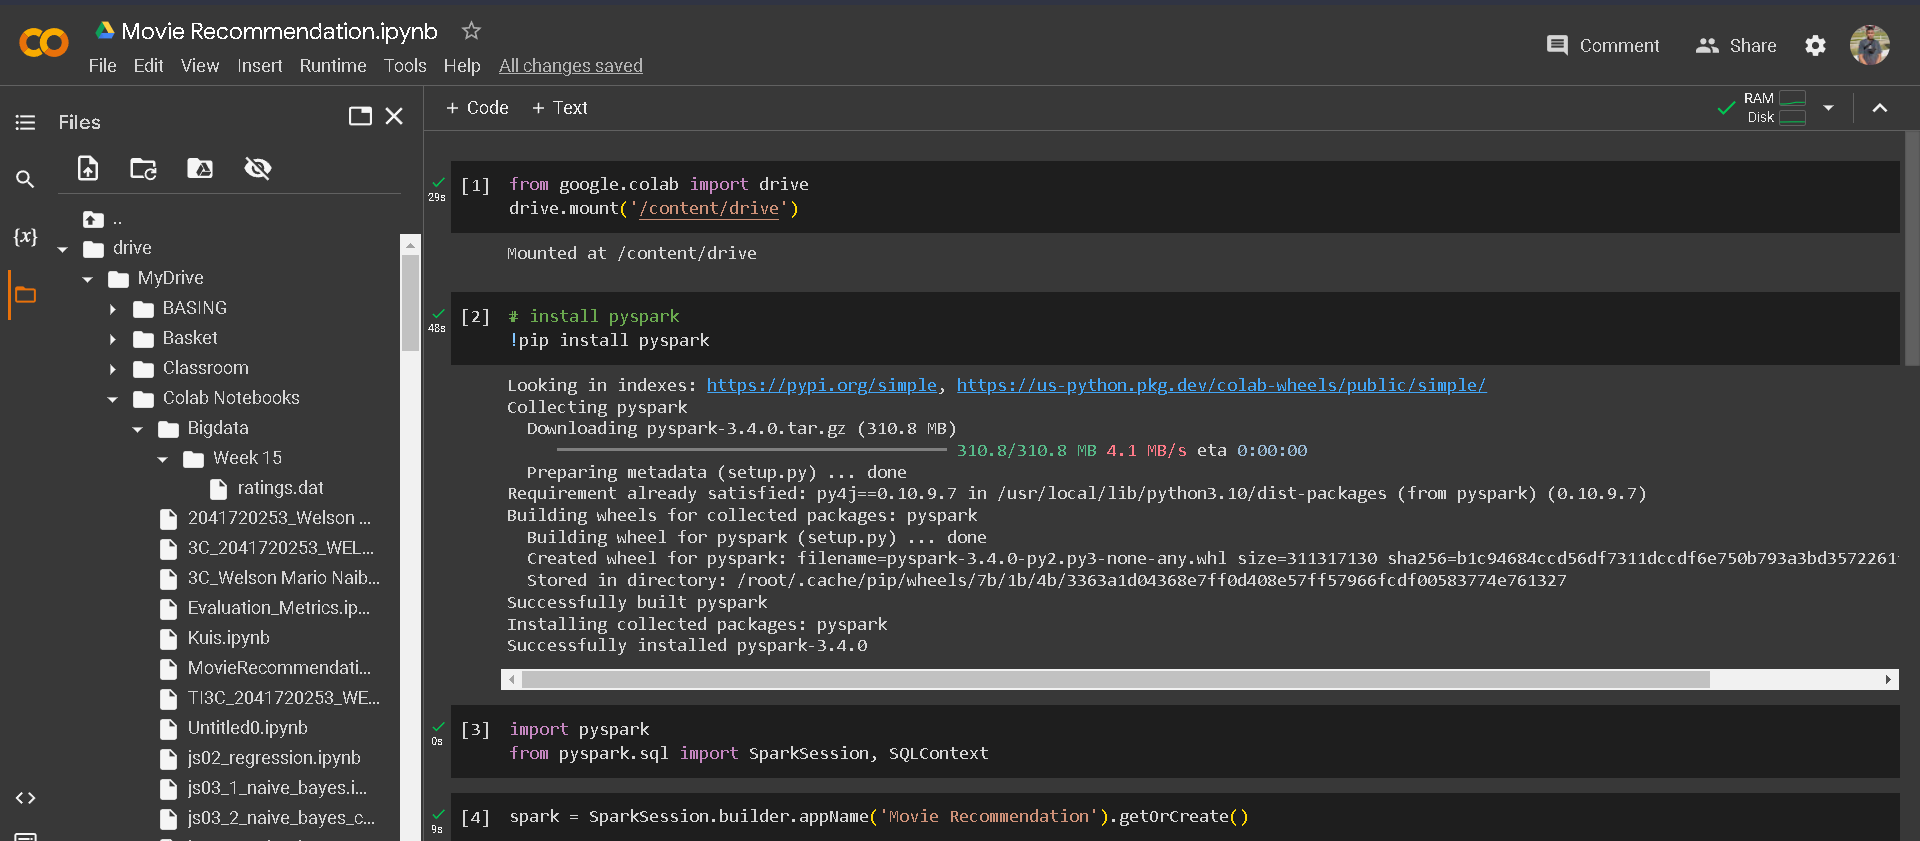 Movie Recommendation.ipynb
File Edit View Insert Runtime Tools Help All changes saved
Comment Share
Files
+ Code + Text
RAM
Disk
..
drive
MyDrive
BASING
Basket
Classroom
Colab Notebooks
Bigdata
Week 15
ratings.dat
2041720253_Welson ...
3C_2041720253_WEL...
3C_Welson Mario Naib...
Evaluation_Metrics.ip...
Kuis.ipynb
MovieRecommendati...
TI3C_2041720253_WE...
Untitled0.ipynb
js02_regression.ipynb
js03_1_naive_bayes.i...
js03_2_naive_bayes_c...
{x}
<>
29s
[1] from google.colab import drive
drive.mount('/content/drive')
Mounted at /content/drive
48s
[2] # install pyspark
!pip install pyspark
Looking in indexes: https://pypi.org/simple, https://us-python.pkg.dev/colab-wheels/public/simple/
Collecting pyspark
Downloading pyspark-3.4.0.tar.gz (310.8 MB)
310.8/310.8 MB 4.1 MB/s eta 0:00:00
Preparing metadata (setup.py) ... done
Requirement already satisfied: py4j==0.10.9.7 in /usr/local/lib/python3.10/dist-packages (from pyspark) (0.10.9.7)
Building wheels for collected packages: pyspark
Building wheel for pyspark (setup.py) ... done
Created wheel for pyspark: filename=pyspark-3.4.0-py2.py3-none-any.whl size=311317130 sha256=b1c94684ccd56df7311dccdf6e750b793a3bd3572261
Stored in directory: /root/.cache/pip/wheels/7b/1b/4b/3363a1d04368e7ff0d408e57ff57966fcdf00583774e761327
Successfully built pyspark
Installing collected packages: pyspark
Successfully installed pyspark-3.4.0
0s
[3] import pyspark
from pyspark.sql import SparkSession, SQLContext
9s
[4] spark = SparkSession.builder.appName('Movie Recommendation').getOrCreate()